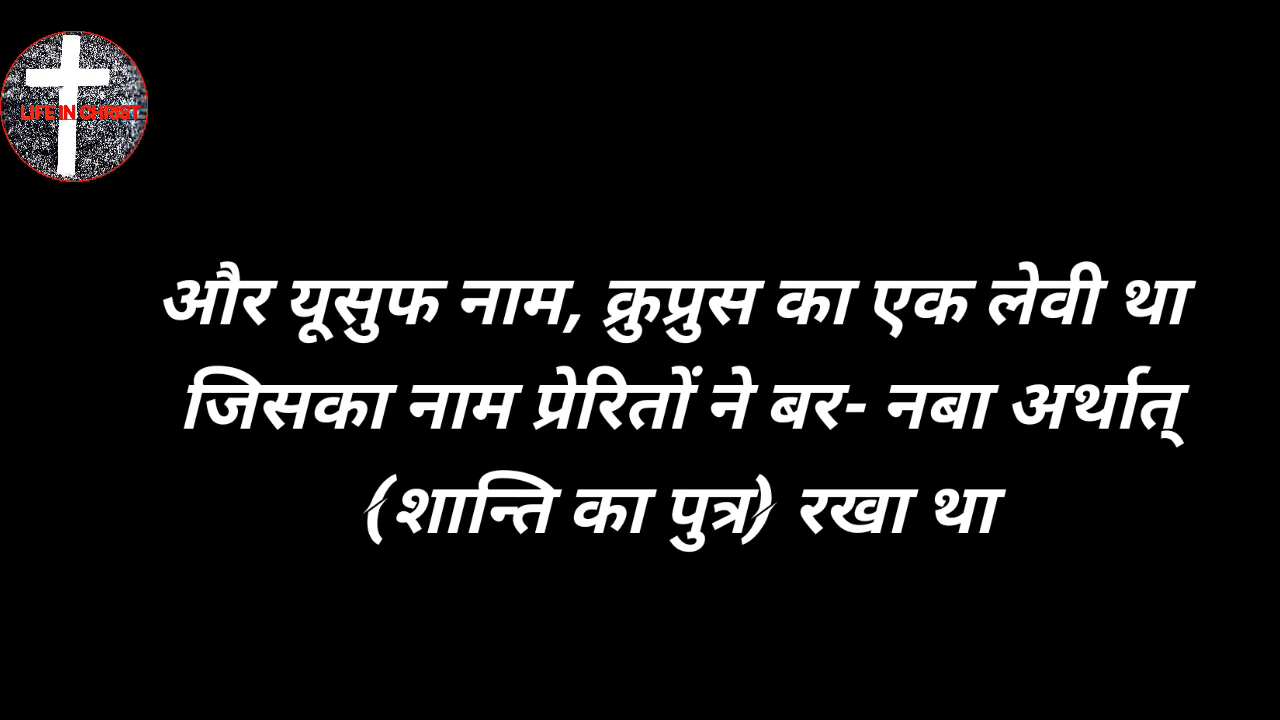 LIFE IN CHRIST
और यूसुफ नाम, क्रुप्रुस का एक लेवी था
जिसका नाम प्रेरितों ने बर- नबा अर्थात्
(शान्ति का पुत्र) रखा था